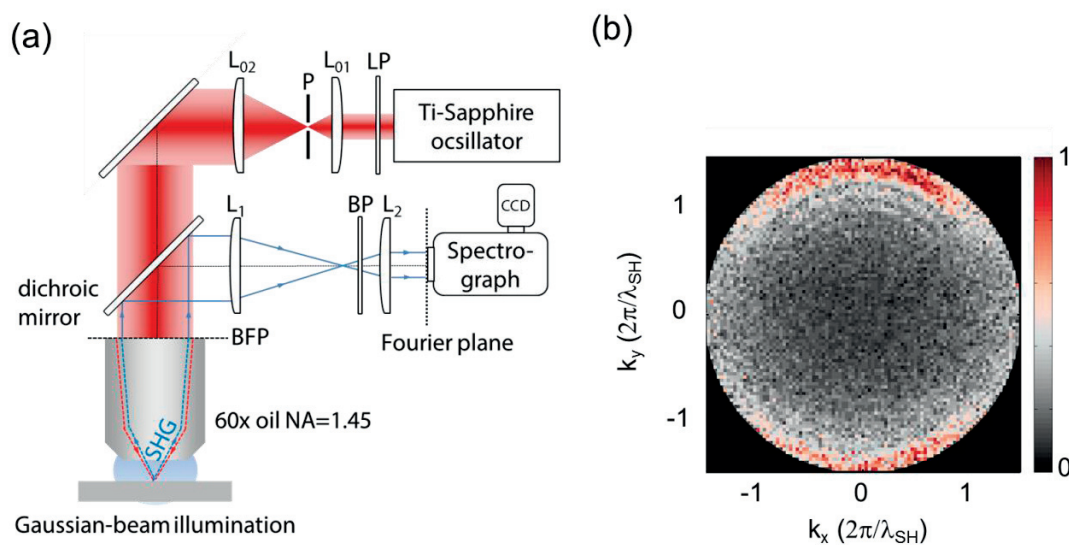 (a)
L02
P
L01
LP
Ti-Sapphire
ocsillator
L1
BP
L2
CCD
Spectro-
graph
dichroic
mirror
BFP
Fourier plane
SHG
60x oil NA=1.45
Gaussian-beam illumination
(b)
1
0
-1
ky (2π/λSH)
-1
0
1
kx (2π/λSH)
1
0